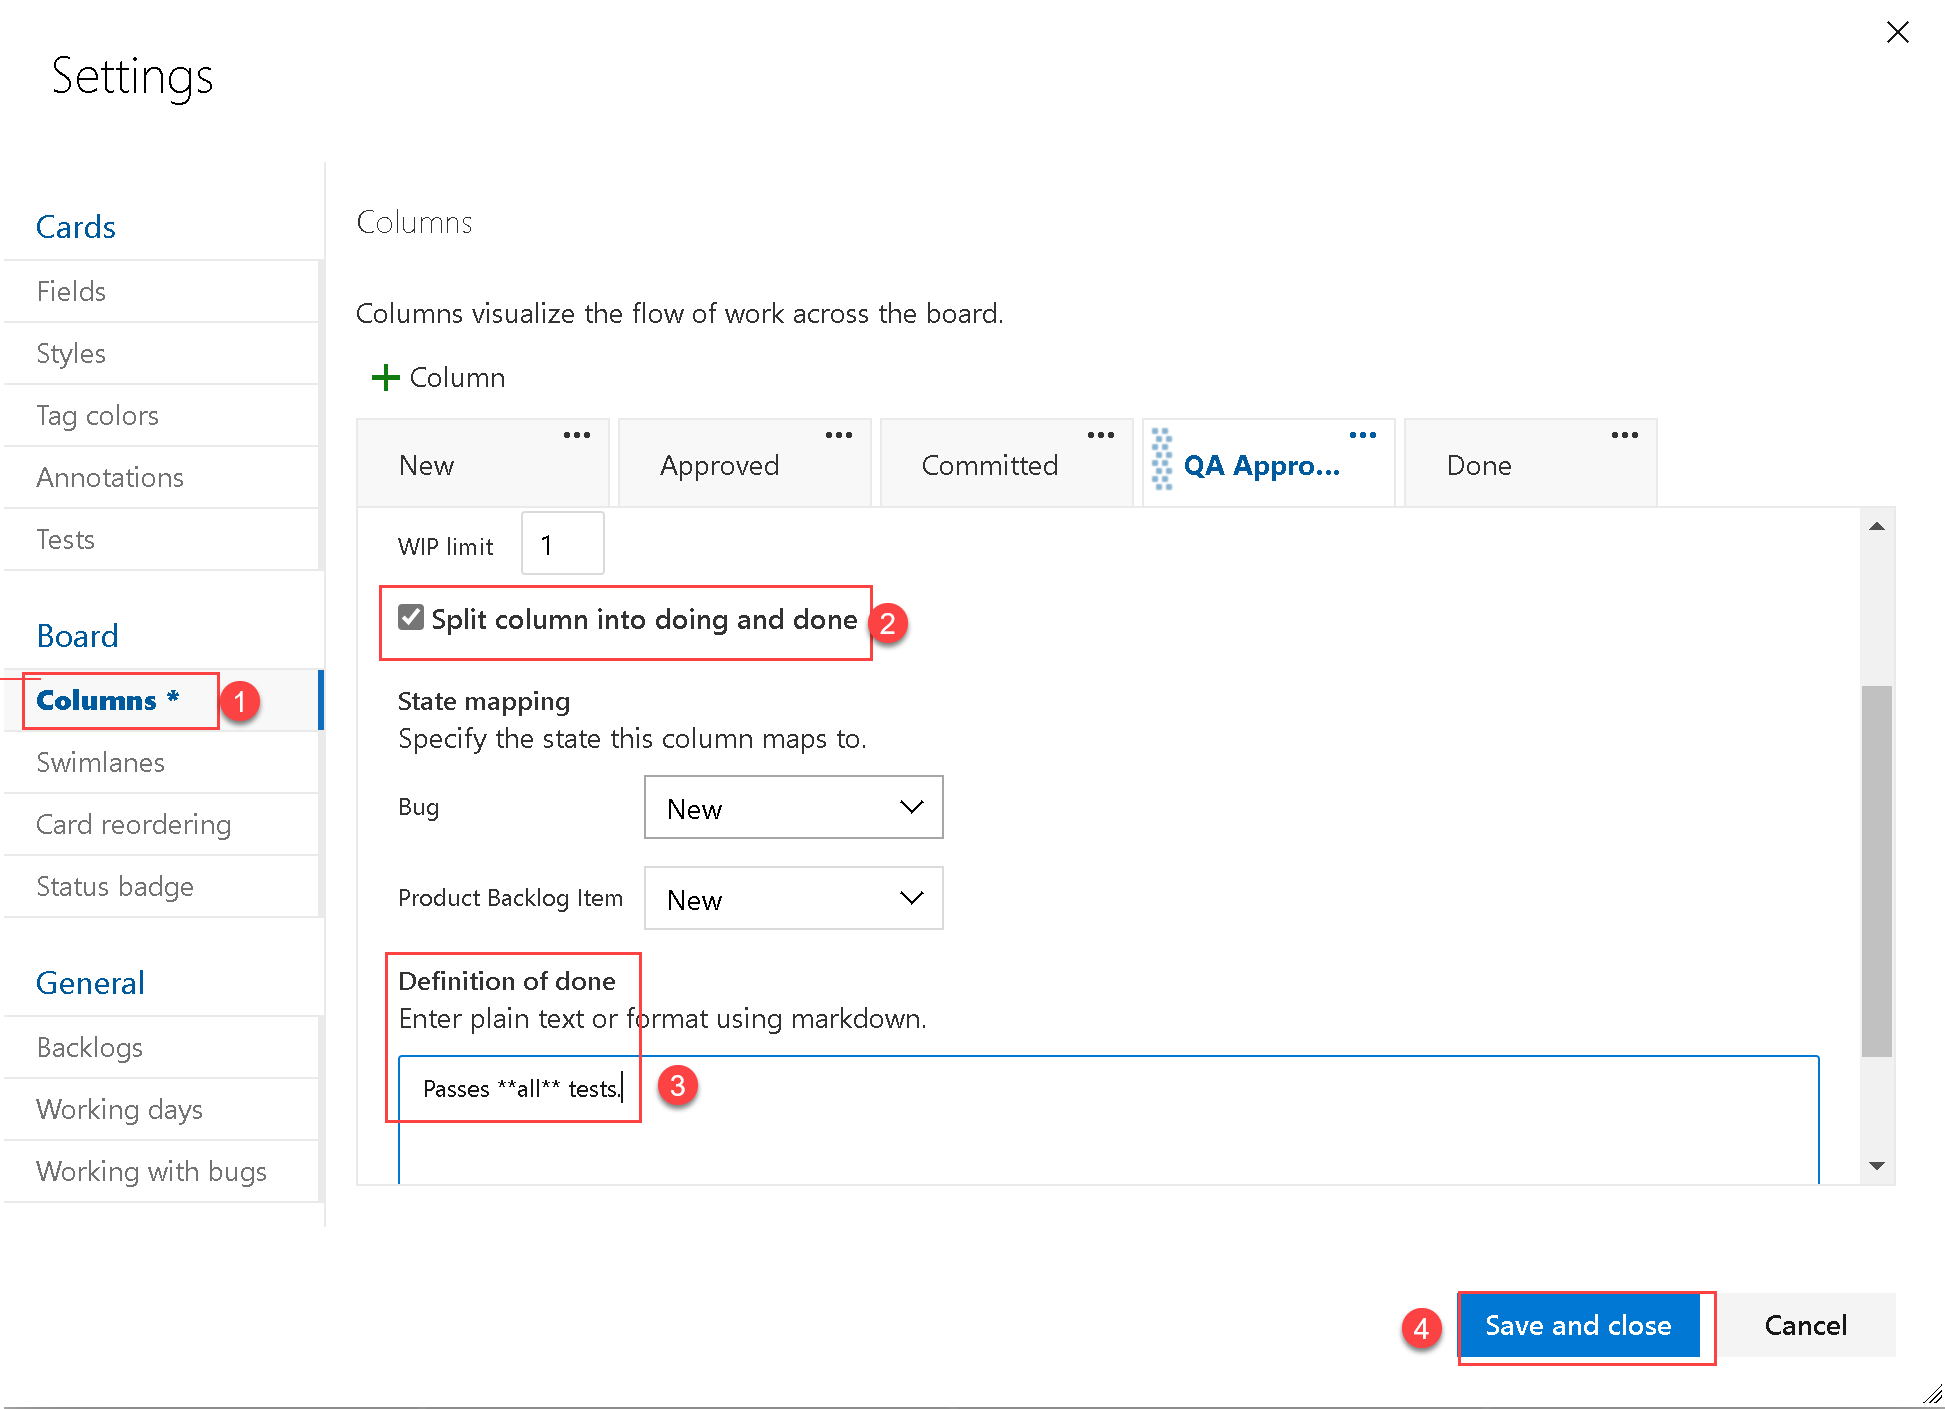 Settings
Cards
Fields
Styles
Tag colors
Annotations
Tests
Board
Columns *
1
Swimlanes
Card reordering
Status badge
General
Backlogs
Working days
Working with bugs
Columns
Columns visualize the flow of work across the board.
+ Column
New
Approved
Committed
QA Appro...
Done
WIP limit 1
Split column into doing and done
2
State mapping
Specify the state this column maps to.
Bug New
Product Backlog Item New
Definition of done
Enter plain text or format using markdown.
Passes **all** tests.
3
4
Save and close
Cancel